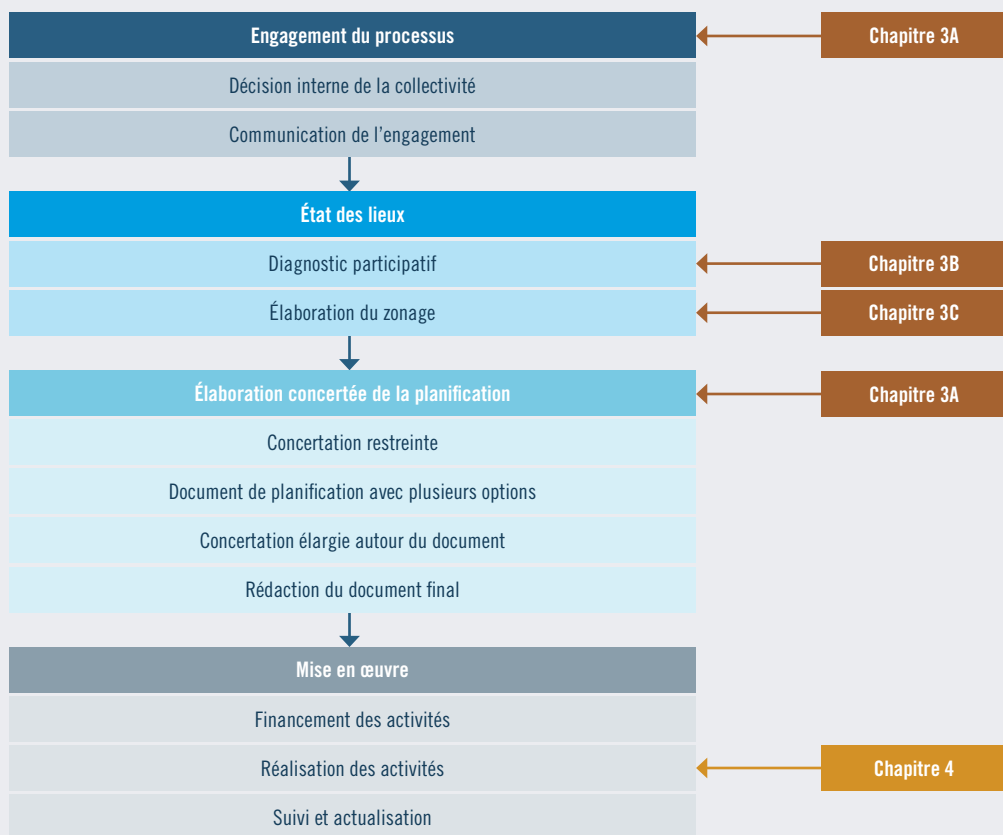 Engagement du processus
Chapitre 3A
Décision interne de la collectivité
Communication de l'engagement
État des lieux
Diagnostic participatif
Chapitre 3B
Élaboration du zonage
Chapitre 3C
Élaboration concertée de la planification
Chapitre 3A
Concertation restreinte
Document de planification avec plusieurs options
Concertation élargie autour du document
Rédaction du document final
Mise en œuvre
Financement des activités
Réalisation des activités
Chapitre 4
Suivi et actualisation